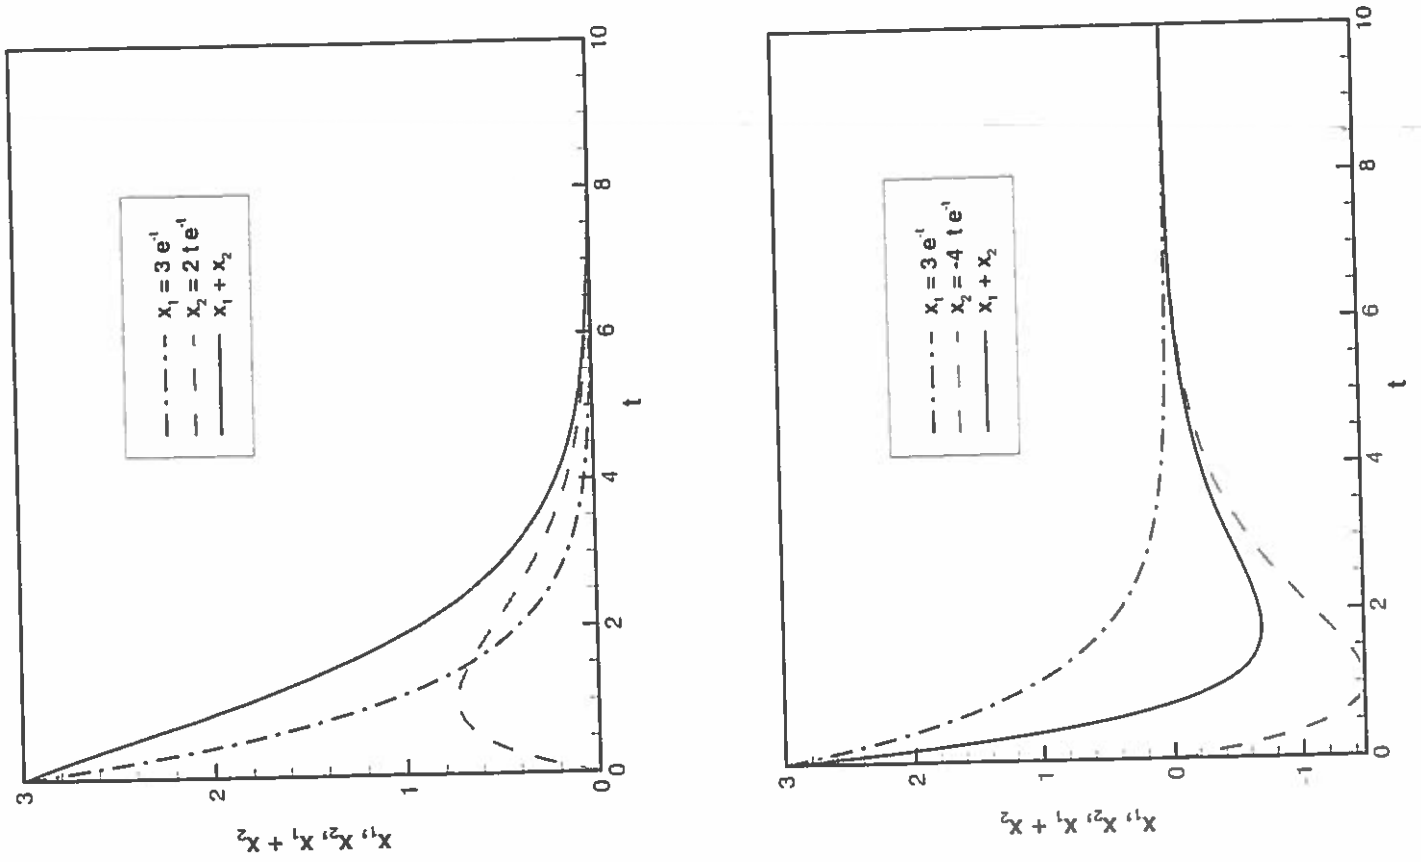 x₁, x₂, x₁ + x₂
3
2
1
0
0
2
4
6
8
10
t
x₁ = 3 e⁻ᵗ
x₂ = 2 t e⁻ᵗ
x₁ + x₂
x₁, x₂, x₁ + x₂
3
2
1
0
1
0
2
4
6
8
10
t
x₁ = 3 e⁻ᵗ
x₂ = -4 t e⁻ᵗ
x₁ + x₂